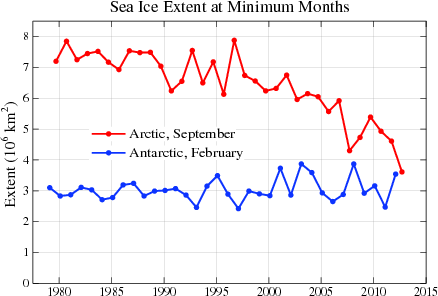 Sea Ice Extent at Minimum Months
Extent (10⁶ km²)
8
7
6
5
4
3
2
1
0
Arctic, September
Antarctic, February
1980 1985 1990 1995 2000 2005 2010 2015